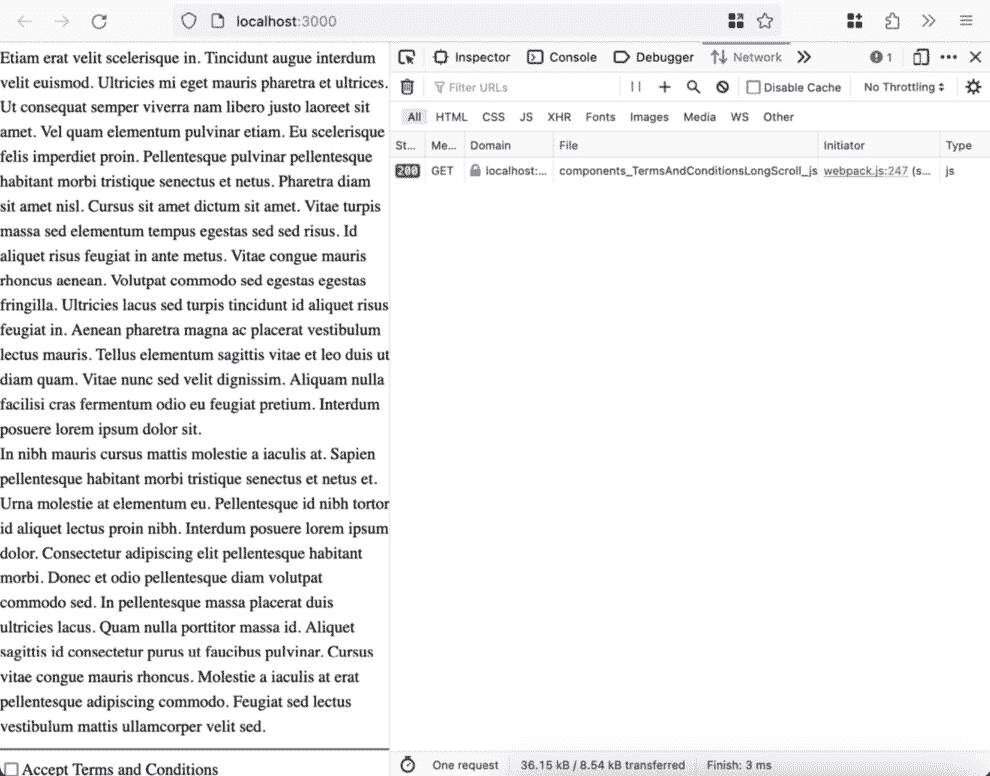 localhost:3000
Etiam erat velit scelerisque in. Tincidunt augue interdum
velit euismod. Ultricies mi eget mauris pharetra et ultrices.
Ut consequat semper viverra nam libero justo laoreet sit
amet. Vel quam elementum pulvinar etiam. Eu scelerisque
felis imperdiet proin. Pellentesque pulvinar pellentesque
habitant morbi tristique senectus et netus. Pharetra diam
sit amet nisl. Cursus sit amet dictum sit amet. Vitae turpis
massa sed elementum tempus egestas sed sed risus. Id
aliquet risus feugiat in ante metus. Vitae congue mauris
rhoncus aenean. Volutpat commodo sed egestas egestas
fringilla. Ultricies lacus sed turpis tincidunt id aliquet risus
feugiat in. Aenean pharetra magna ac placerat vestibulum
lectus mauris. Tellus elementum sagittis vitae et leo duis ut
diam quam. Vitae nunc sed velit dignissim. Aliquam nulla
facilisi cras fermentum odio eu feugiat pretium. Interdum
posuere lorem ipsum dolor sit.
In nibh mauris cursus mattis molestie a iaculis at. Sapien
pellentesque habitant morbi tristique senectus et netus et.
Urna molestie at elementum eu. Pellentesque id nibh tortor
id aliquet lectus proin nibh. Interdum posuere lorem ipsum
dolor. Consectetur adipiscing elit pellentesque habitant
morbi. Donec et odio pellentesque diam volutpat
commodo sed. In pellentesque massa placerat duis
ultricies lacus. Quam nulla porttitor massa id. Aliquet
sagittis id consectetur purus ut faucibus pulvinar. Cursus
vitae congue mauris rhoncus. Molestie a iaculis at erat
pellentesque adipiscing commodo. Feugiat sed lectus
vestibulum mattis ullamcorper velit sed.
Accept Terms and Conditions
Inspector Console Debugger Network 1
Filter URLs Disable Cache No Throttling
All HTML CSS JS XHR Fonts Images Media WS Other
St... Me... Domain File Initiator Type
200 GET localhost:... components_TermsAndConditionsLongScroll_js webpack.js:247 (s... js
One request 36.15 kB / 8.54 kB transferred Finish: 3 ms